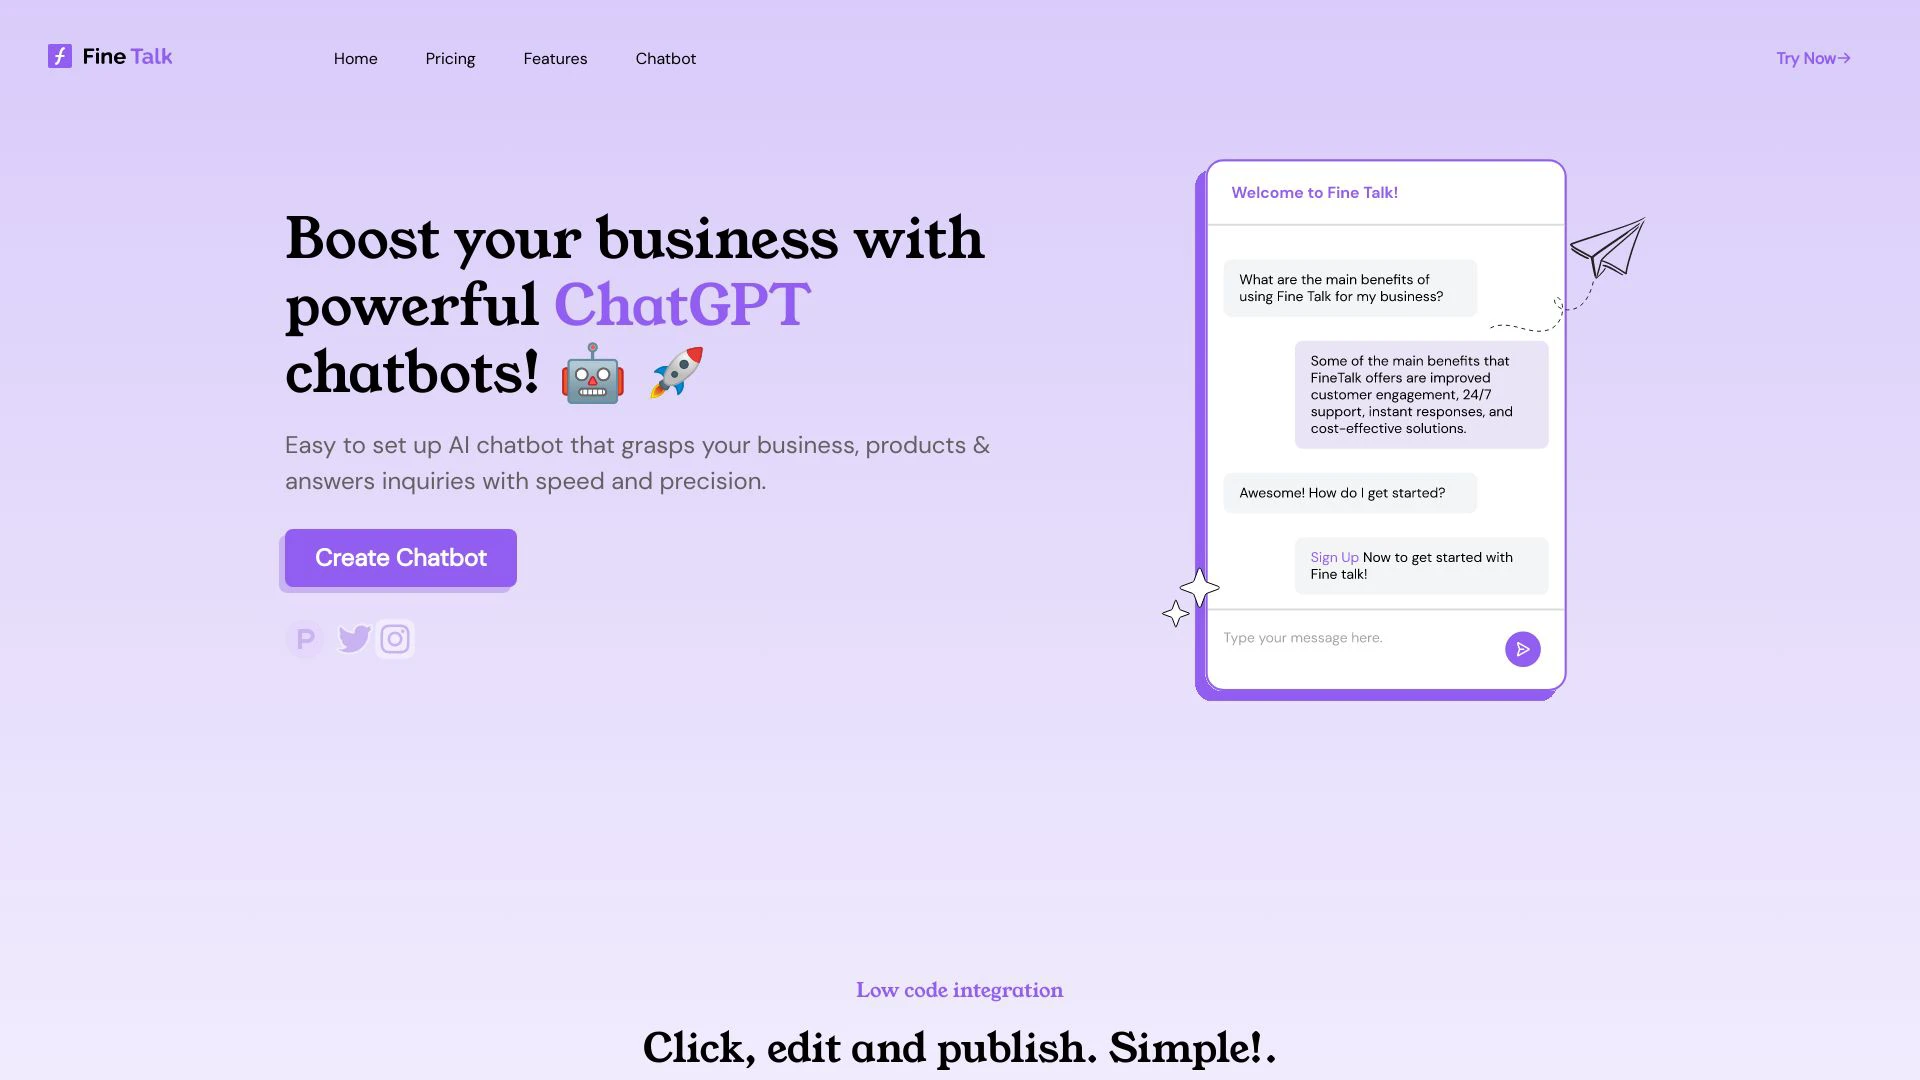 Fine Talk
Home
Pricing
Features
Chatbot
Try Now→
Boost your business with
powerful ChatGPT
chatbots! 🤖 🚀
Easy to set up AI chatbot that grasps your business, products &
answers inquiries with speed and precision.
Create Chatbot
P
Welcome to Fine Talk!
What are the main benefits of
using Fine Talk for my business?
Some of the main benefits that
FineTalk offers are improved
customer engagement, 24/7
support, instant responses, and
cost-effective solutions.
Awesome! How do I get started?
Sign Up Now to get started with
Fine talk!
Type your message here.
Low code integration
Click, edit and publish. Simple!.